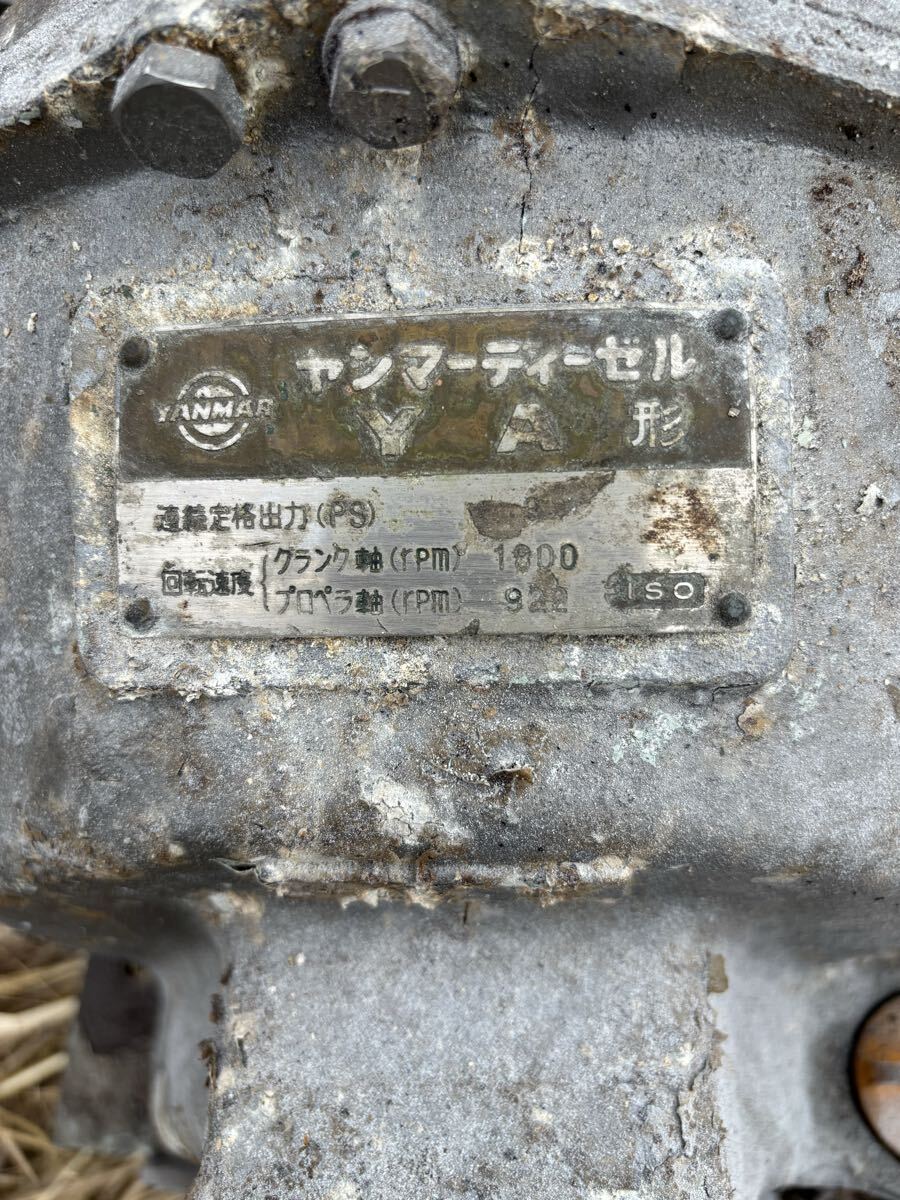 YANMAR
ヤンマーディーゼル
YA形
連続定格出力(PS)
回転速度
クランク軸(rpm) 1800
プロペラ軸(rpm) 922
ISO